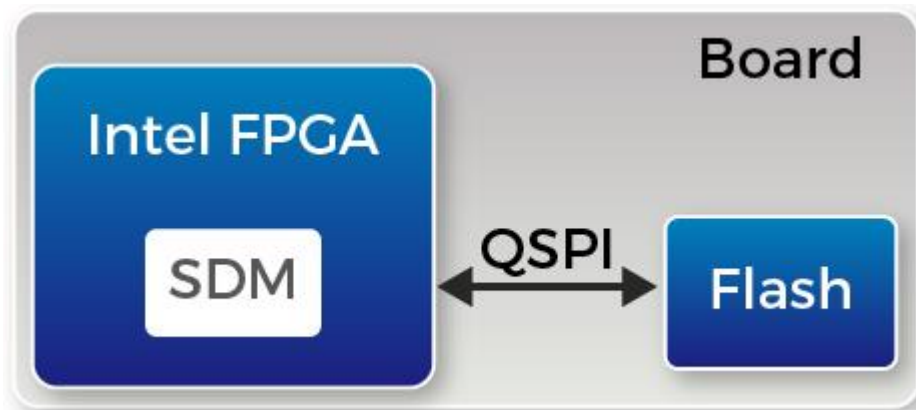 Board
Intel FPGA
SDM
QSPI
Flash